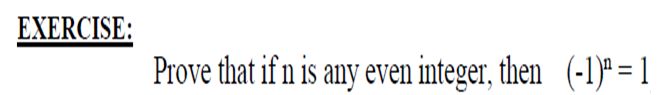 EXERCISE:
Prove that if n is any even integer, then (-1)ⁿ = 1